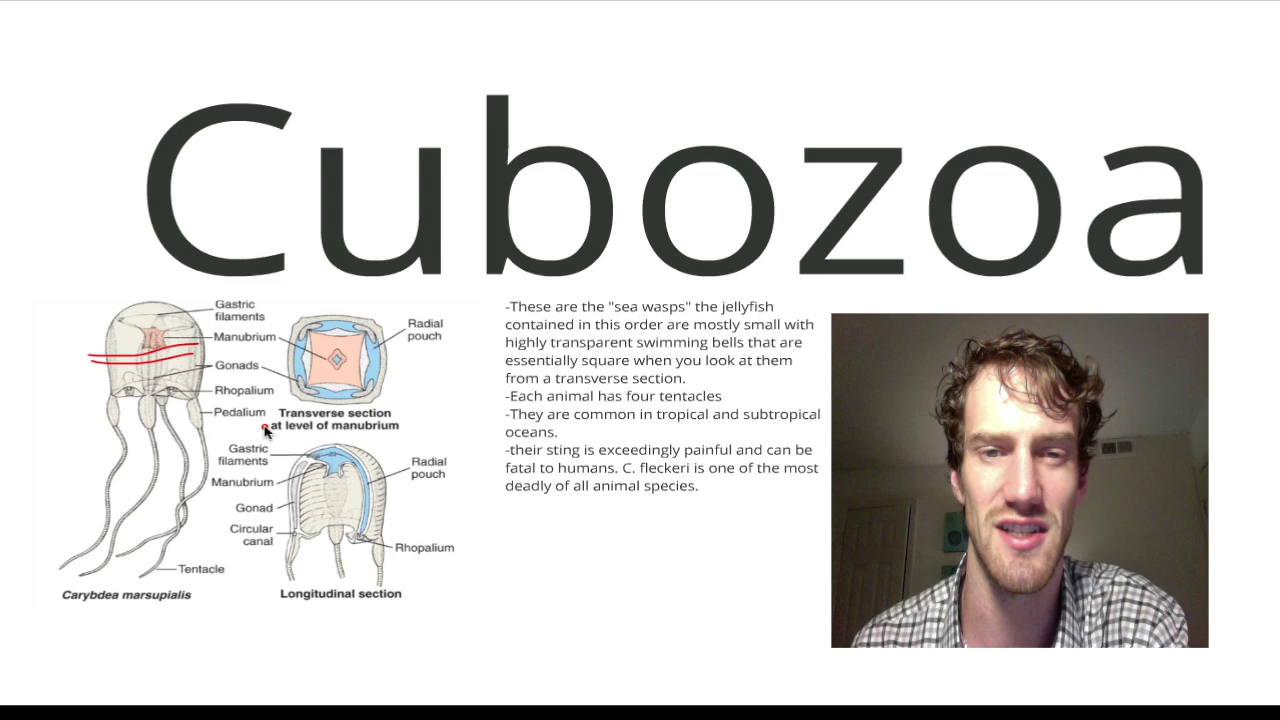 Cubozoa
Gastric
filaments
Manubrium
Radial
pouch
Gonads
Rhopalium
Pedalium
Transverse section
at level of manubrium
Gastric
filaments
Manubrium
Radial
pouch
Gonad
Circular
canal
Rhopalium
Tentacle
Carybdea marsupialis
Longitudinal section
-These are the "sea wasps" the jellyfish
contained in this order are mostly small with
highly transparent swimming bells that are
essentially square when you look at them
from a transverse section.
-Each animal has four tentacles
-They are common in tropical and subtropical
oceans.
-their sting is exceedingly painful and can be
fatal to humans. C. fleckeri is one of the most
deadly of all animal species.